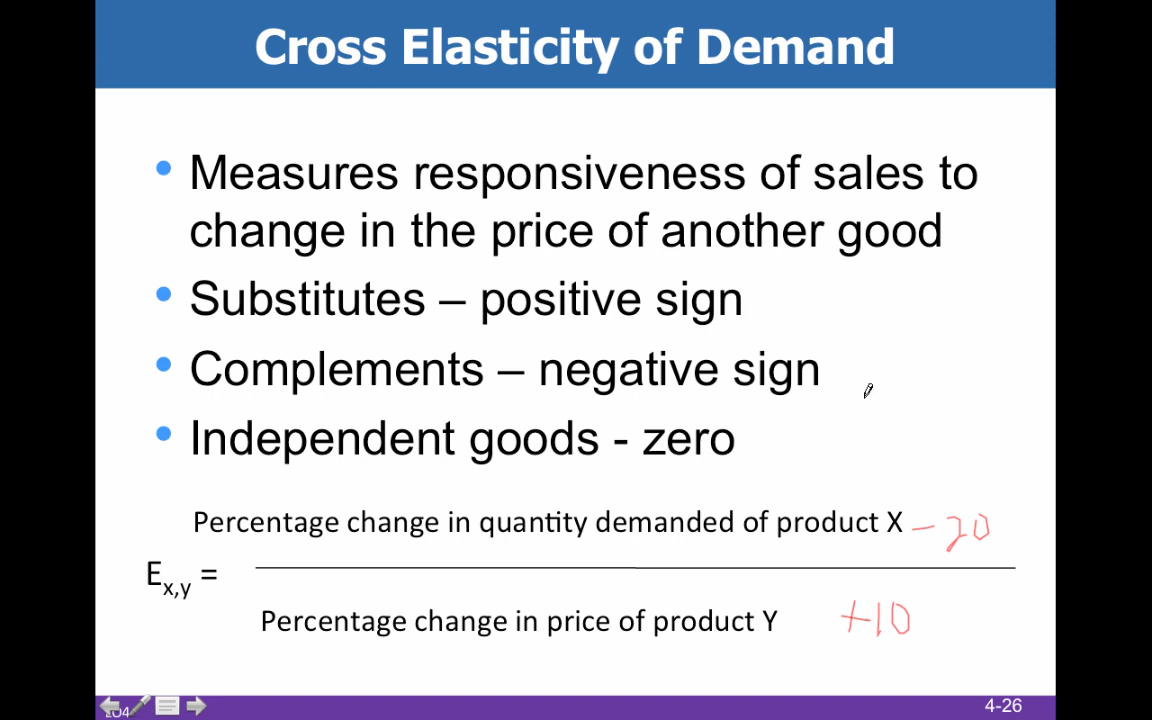 Cross Elasticity of Demand
• Measures responsiveness of sales to
change in the price of another good
• Substitutes – positive sign
• Complements – negative sign
• Independent goods - zero
Percentage change in quantity demanded of product X -20
Ex,y =
Percentage change in price of product Y +10
LO4
4-26